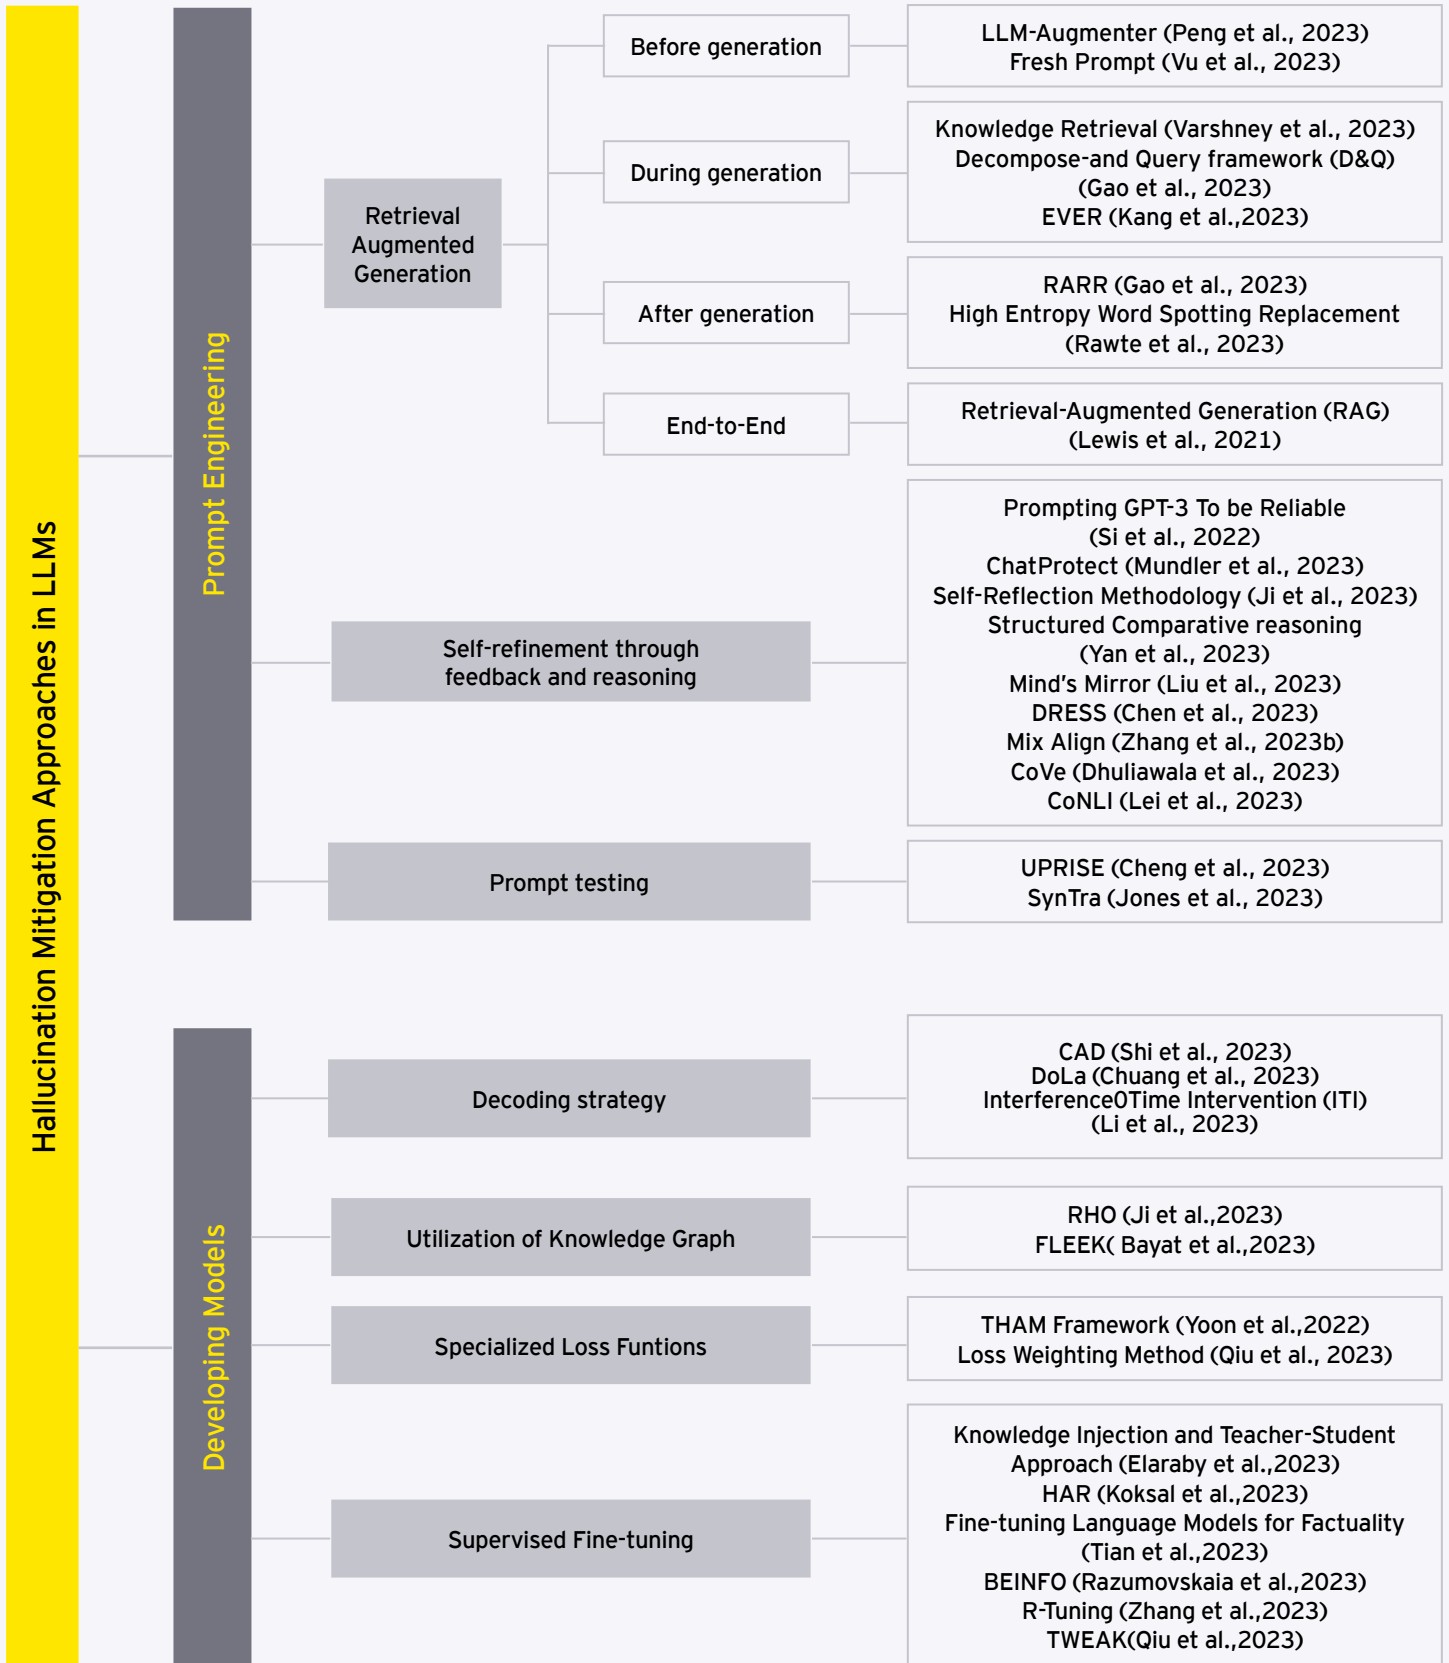 Hallucination Mitigation Approaches in LLMs
Prompt Engineering
Retrieval
Augmented
Generation
Before generation
LLM-Augmenter (Peng et al., 2023)
Fresh Prompt (Vu et al., 2023)
During generation
Knowledge Retrieval (Varshney et al., 2023)
Decompose-and Query framework (D&Q)
(Gao et al., 2023)
EVER (Kang et al.,2023)
After generation
RARR (Gao et al., 2023)
High Entropy Word Spotting Replacement
(Rawte et al., 2023)
End-to-End
Retrieval-Augmented Generation (RAG)
(Lewis et al., 2021)
Self-refinement through
feedback and reasoning
Prompting GPT-3 To be Reliable
(Si et al., 2022)
ChatProtect (Mundler et al., 2023)
Self-Reflection Methodology (Ji et al., 2023)
Structured Comparative reasoning
(Yan et al., 2023)
Mind's Mirror (Liu et al., 2023)
DRESS (Chen et al., 2023)
Mix Align (Zhang et al., 2023b)
CoVe (Dhuliawala et al., 2023)
CoNLI (Lei et al., 2023)
Prompt testing
UPRISE (Cheng et al., 2023)
SynTra (Jones et al., 2023)
Developing Models
Decoding strategy
CAD (Shi et al., 2023)
DoLa (Chuang et al., 2023)
Interference0Time Intervention (ITI)
(Li et al., 2023)
Utilization of Knowledge Graph
RHO (Ji et al.,2023)
FLEEK( Bayat et al.,2023)
Specialized Loss Funtions
THAM Framework (Yoon et al.,2022)
Loss Weighting Method (Qiu et al., 2023)
Supervised Fine-tuning
Knowledge Injection and Teacher-Student
Approach (Elaraby et al.,2023)
HAR (Koksal et al.,2023)
Fine-tuning Language Models for Factuality
(Tian et al.,2023)
BEINFO (Razumovskaia et al.,2023)
R-Tuning (Zhang et al.,2023)
TWEAK(Qiu et al.,2023)